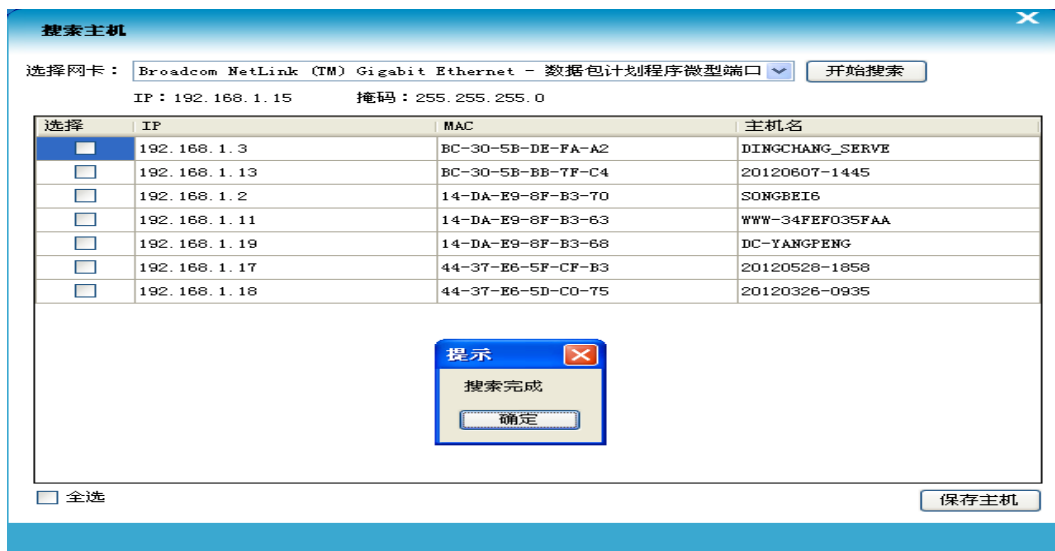 搜索主机
选择网卡： Broadcom NetLink (TM) Gigabit Ethernet - 数据包计划程序微型端口 开始搜索
IP：192.168.1.15 掩码：255.255.255.0
选择 IP MAC 主机名
192.168.1.3 BC-30-5B-DE-FA-A2 DINGCHANG_SERVE
192.168.1.13 BC-30-5B-BB-7F-C4 20120607-1445
192.168.1.2 14-DA-E9-8F-B3-70 SONGBEI6
192.168.1.11 14-DA-E9-8F-B3-63 WWW-34FEF035FAA
192.168.1.19 14-DA-E9-8F-B3-68 DC-YANGPENG
192.168.1.17 44-37-E6-5F-CF-B3 20120528-1858
192.168.1.18 44-37-E6-5D-C0-75 20120326-0935
提示
搜索完成
确定
全选 保存主机